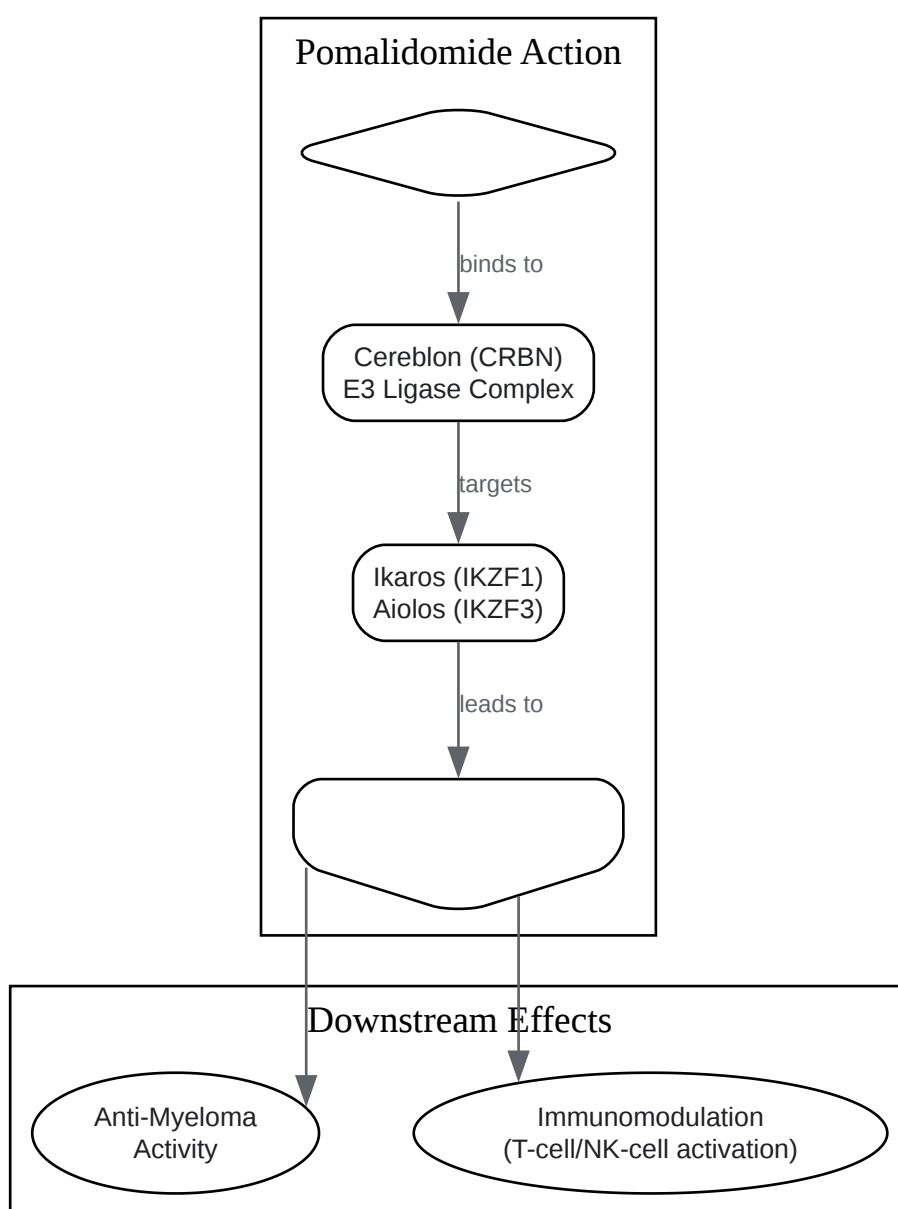 Pomalidomide Action
binds to
Cereblon (CRBN)
E3 Ligase Complex
targets
Ikaros (IKZF1)
Aiolos (IKZF3)
leads to
Downstream Effects
Anti-Myeloma
Activity
Immunomodulation
(T-cell/NK-cell activation)